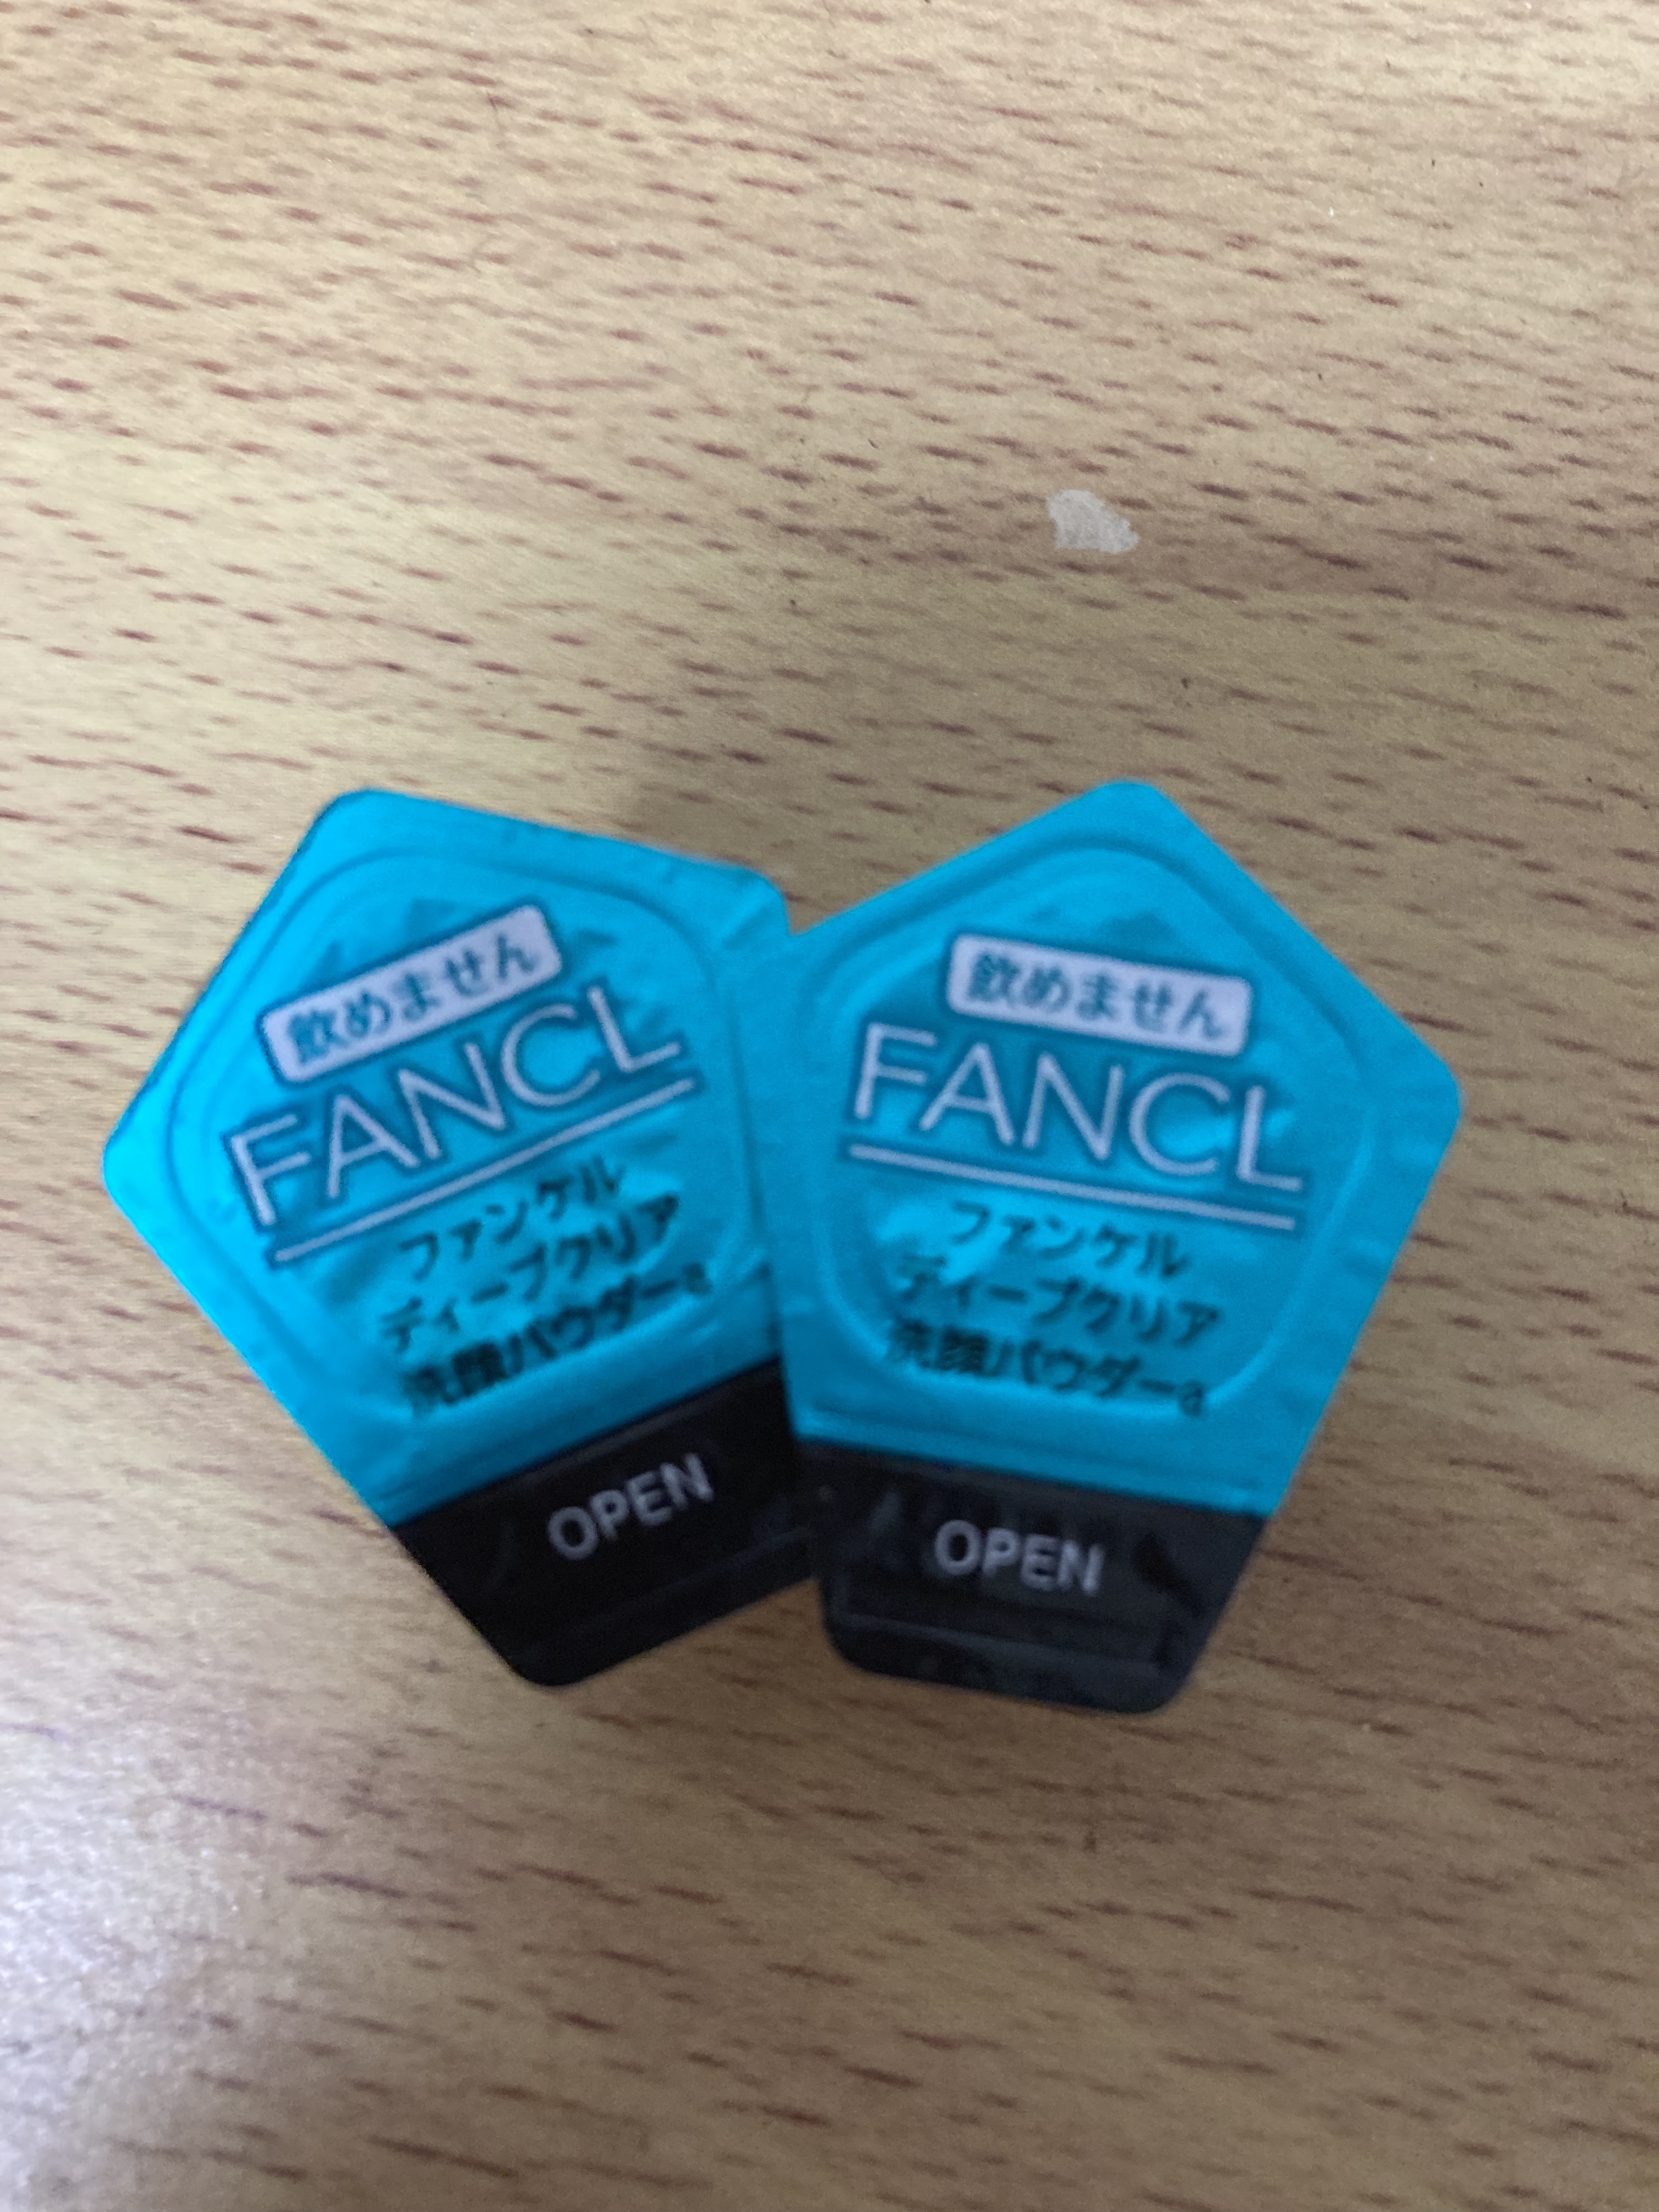 飲めません
FANCL
ファンケル
ディープクリア
洗顔パウダーa
OPEN
飲めません
FANCL
ファンケル
ディープクリア
洗顔パウダーa
OPEN